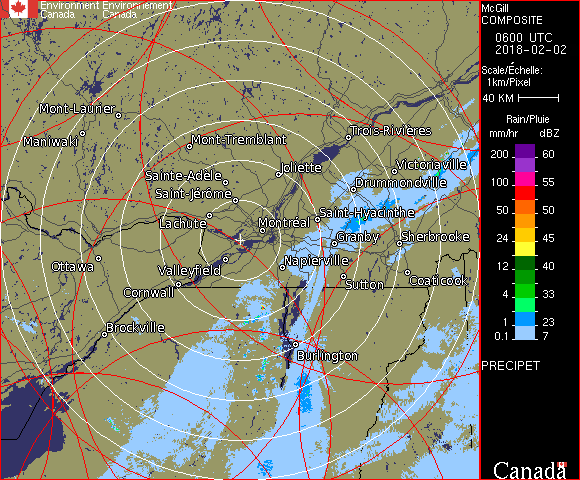 Environment Environnement
Canada Canada
McGill
COMPOSITE
0600 UTC
2018-02-02
Scale/Échelle:
1km/Pixel
40 KM
Rain/Pluie
mm/hr dBZ
200 60
100 55
50 50
24 45
12 40
4 33
1 23
0.1 7
PRECIPET
Canada
Mont-Laurier
Maniwaki
Mont-Tremblant
Trois-Rivières
Sainte-Adèle
Joliette
Victoriaville
Saint-Jérôme
Drummondville
Lachute
Montréal
Saint-Hyacinthe
Granby
Sherbrooke
Ottawa
Valleyfield
Napierville
Cornwall
Sutton
Coaticook
Brockville
Burlington